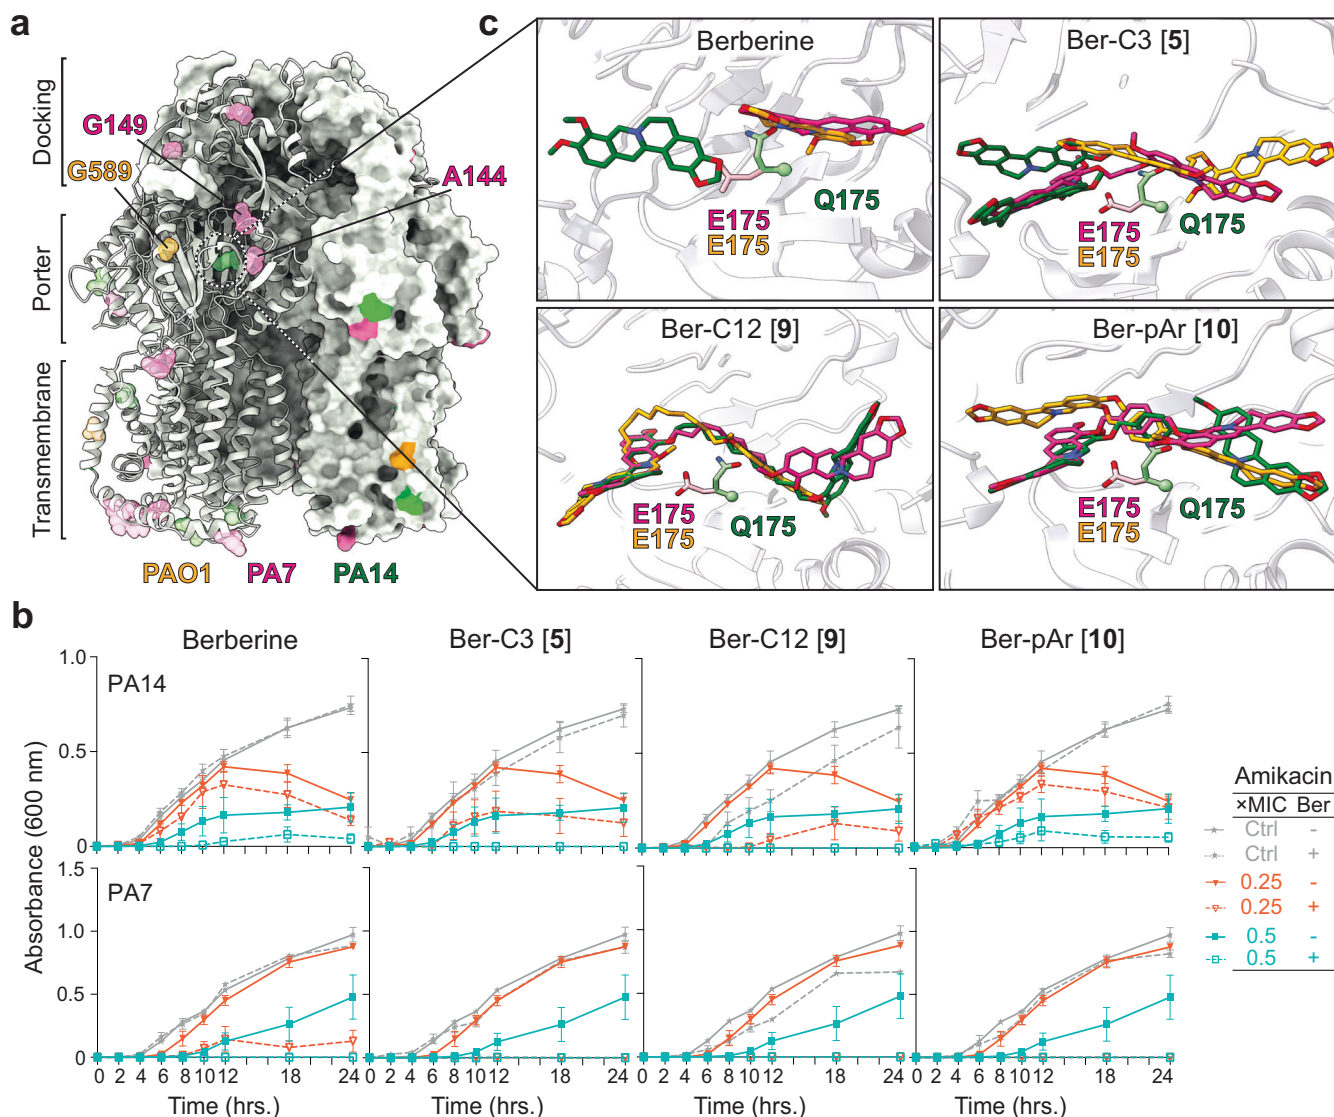 a
Docking
Porter
Transmembrane
G149
G589
A144
PAO1 PA7 PA14
c
Berberine
E175
E175
Q175
Ber-C3 [5]
E175
E175
Q175
Ber-C12 [9]
E175
E175
Q175
Ber-pAr [10]
E175
E175
Q175
b
Berberine
Ber-C3 [5]
Ber-C12 [9]
Ber-pAr [10]
Absorbance (600 nm)
1.0
0.5
0
PA14
1.5
1.0
0.5
0
PA7
0 2 4 6 8 10 12 18 24
0 2 4 6 8 10 12 18 24
0 2 4 6 8 10 12 18 24
0 2 4 6 8 10 12 18 24
Time (hrs.)
Time (hrs.)
Time (hrs.)
Time (hrs.)
Amikacin
×MIC Ber
Ctrl -
Ctrl +
0.25 -
0.25 +
0.5 -
0.5 +